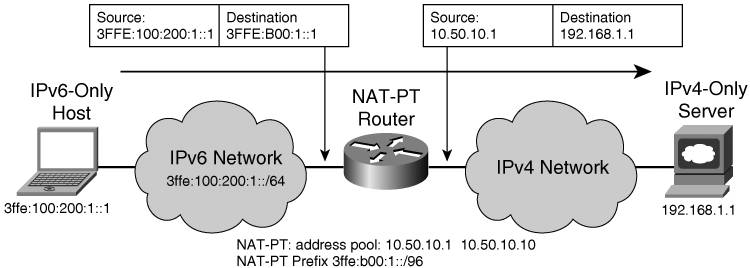 Source:
3FFE:100:200:1::1
Destination
3FFE:B00:1::1
Source:
10.50.10.1
Destination
192.168.1.1
IPv6-Only
Host
NAT-PT
Router
IPv4-Only
Server
IPv6 Network
3ffe:100:200:1::/64
IPv4 Network
3ffe:100:200:1::1
192.168.1.1
NAT-PT: address pool: 10.50.10.1 10.50.10.10
NAT-PT Prefix 3ffe:b00:1::/96